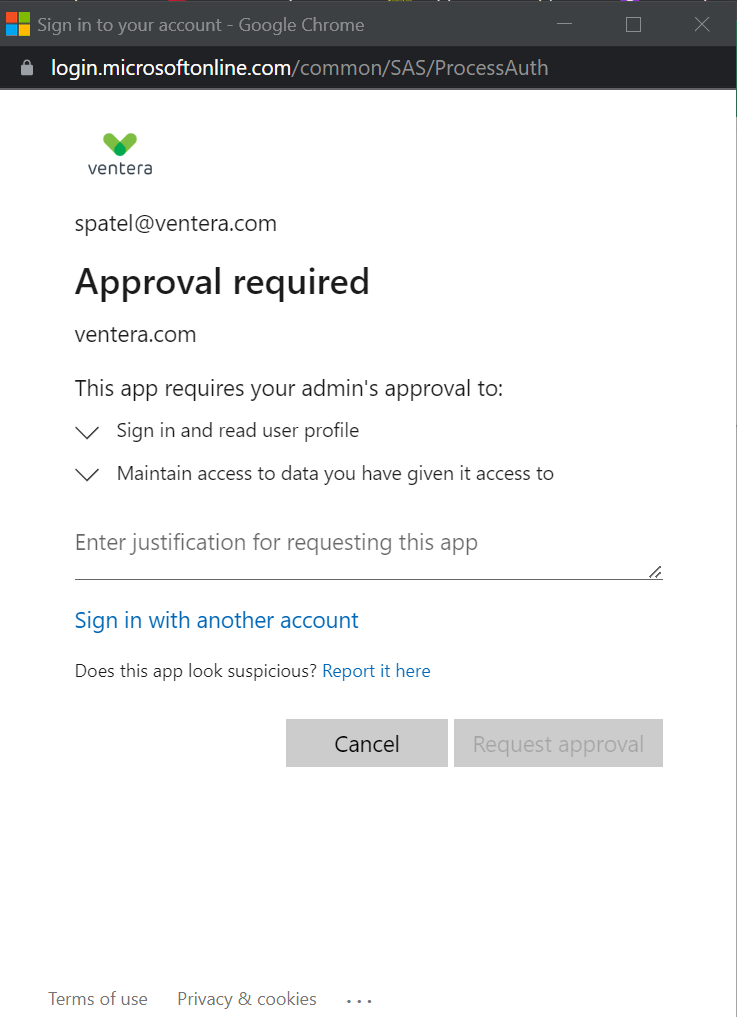 Sign in to your account - Google Chrome
login.microsoftonline.com/common/SAS/ProcessAuth
ventera
spatel@ventera.com
Approval required
ventera.com
This app requires your admin's approval to:
Sign in and read user profile
Maintain access to data you have given it access to
Enter justification for requesting this app
Sign in with another account
Does this app look suspicious? Report it here
Cancel Request approval
Terms of use Privacy & cookies ...